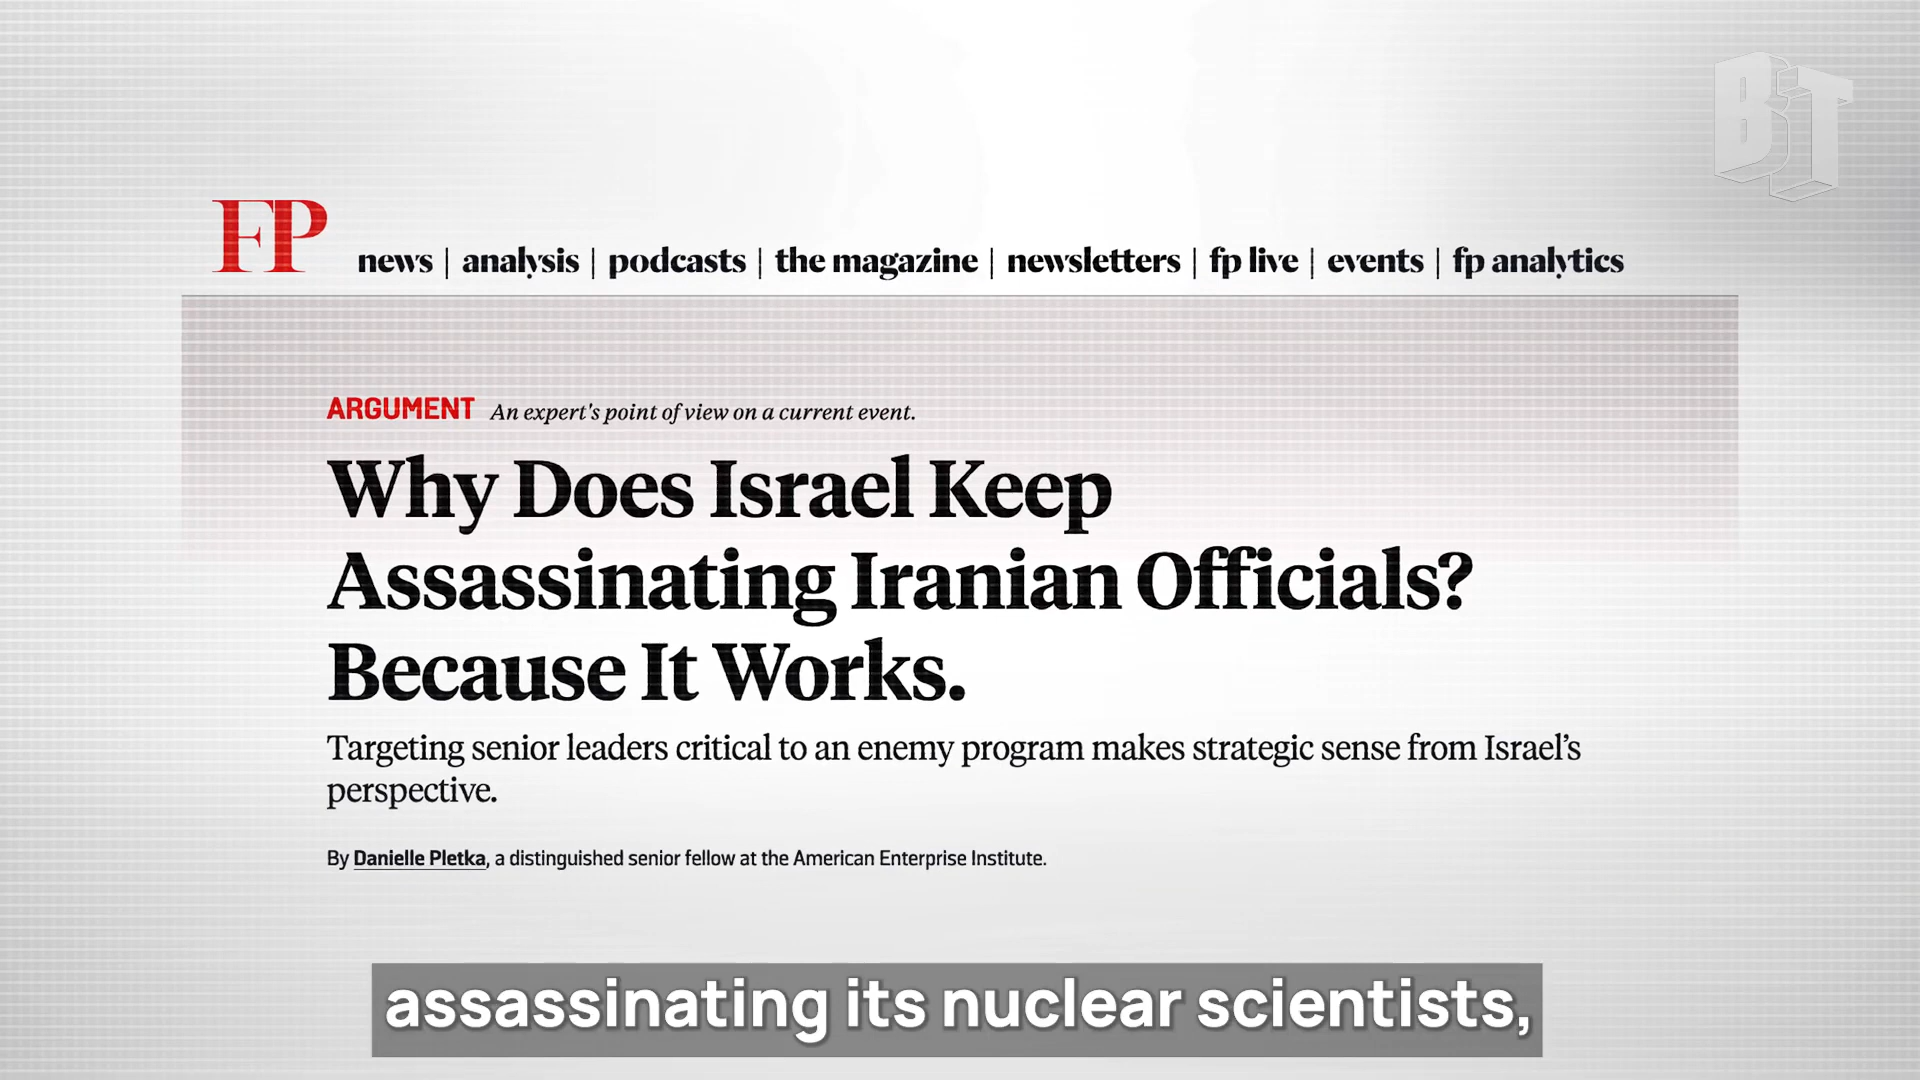 BT
FP
news | analysis | podcasts | the magazine | newsletters | fp live | events | fp analytics
ARGUMENT An expert's point of view on a current event.
Why Does Israel Keep
Assassinating Iranian Officials?
Because It Works.
Targeting senior leaders critical to an enemy program makes strategic sense from Israel’s
perspective.
By Danielle Pletka, a distinguished senior fellow at the American Enterprise Institute.
assassinating its nuclear scientists,